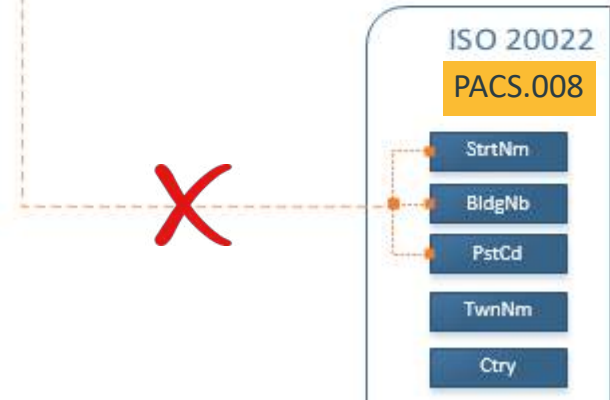 ISO 20022
PACS.008
StrtNm
BldgNb
PstCd
TwnNm
Ctry